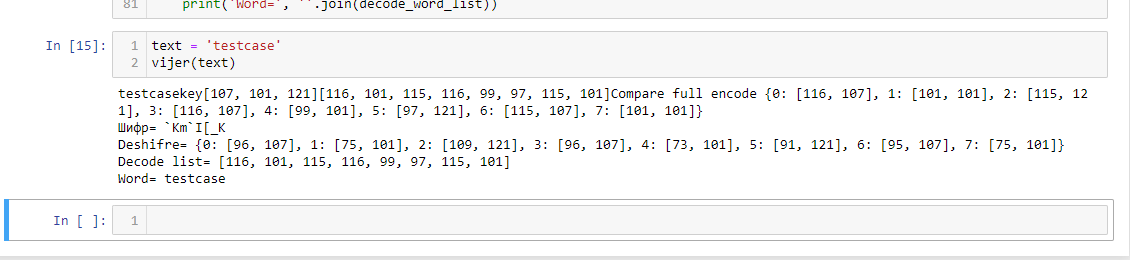 81 print('Word=', ''.join(decode_word_list))
In [15]: 1 text = 'testcase'
2 vijer(text)
testcasekey[107, 101, 121][116, 101, 115, 116, 99, 97, 115, 101]Compare full encode {0: [116, 107], 1: [101, 101], 2: [115, 12
1], 3: [116, 107], 4: [99, 101], 5: [97, 121], 6: [115, 107], 7: [101, 101]}
Шифр= `Km`I[_K
Deshifre= {0: [96, 107], 1: [75, 101], 2: [109, 121], 3: [96, 107], 4: [73, 101], 5: [91, 121], 6: [95, 107], 7: [75, 101]}
Decode list= [116, 101, 115, 116, 99, 97, 115, 101]
Word= testcase
In [ ]: 1